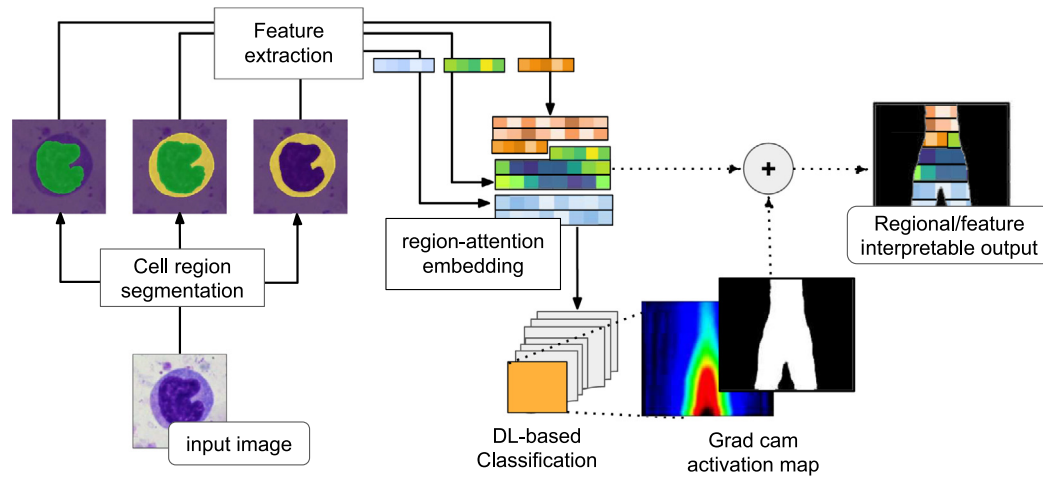 Feature
extraction
Cell region
segmentation
input image
region-attention
embedding
DL-based
Classification
Grad cam
activation map
+
Regional/feature
interpretable output